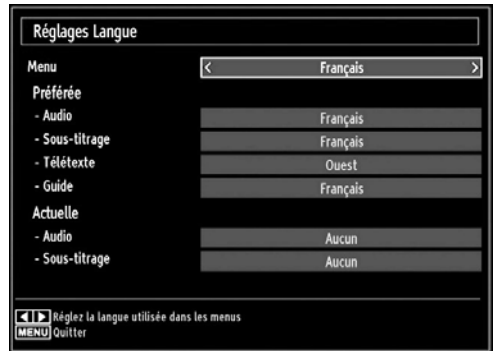 Réglages Langue
Menu < Français >
Préférée
- Audio Français
- Sous-titrage Français
- Télétexte Ouest
- Guide Français
Actuelle
- Audio Aucun
- Sous-titrage Aucun
Réglez la langue utilisée dans les menus
MENU Quitter